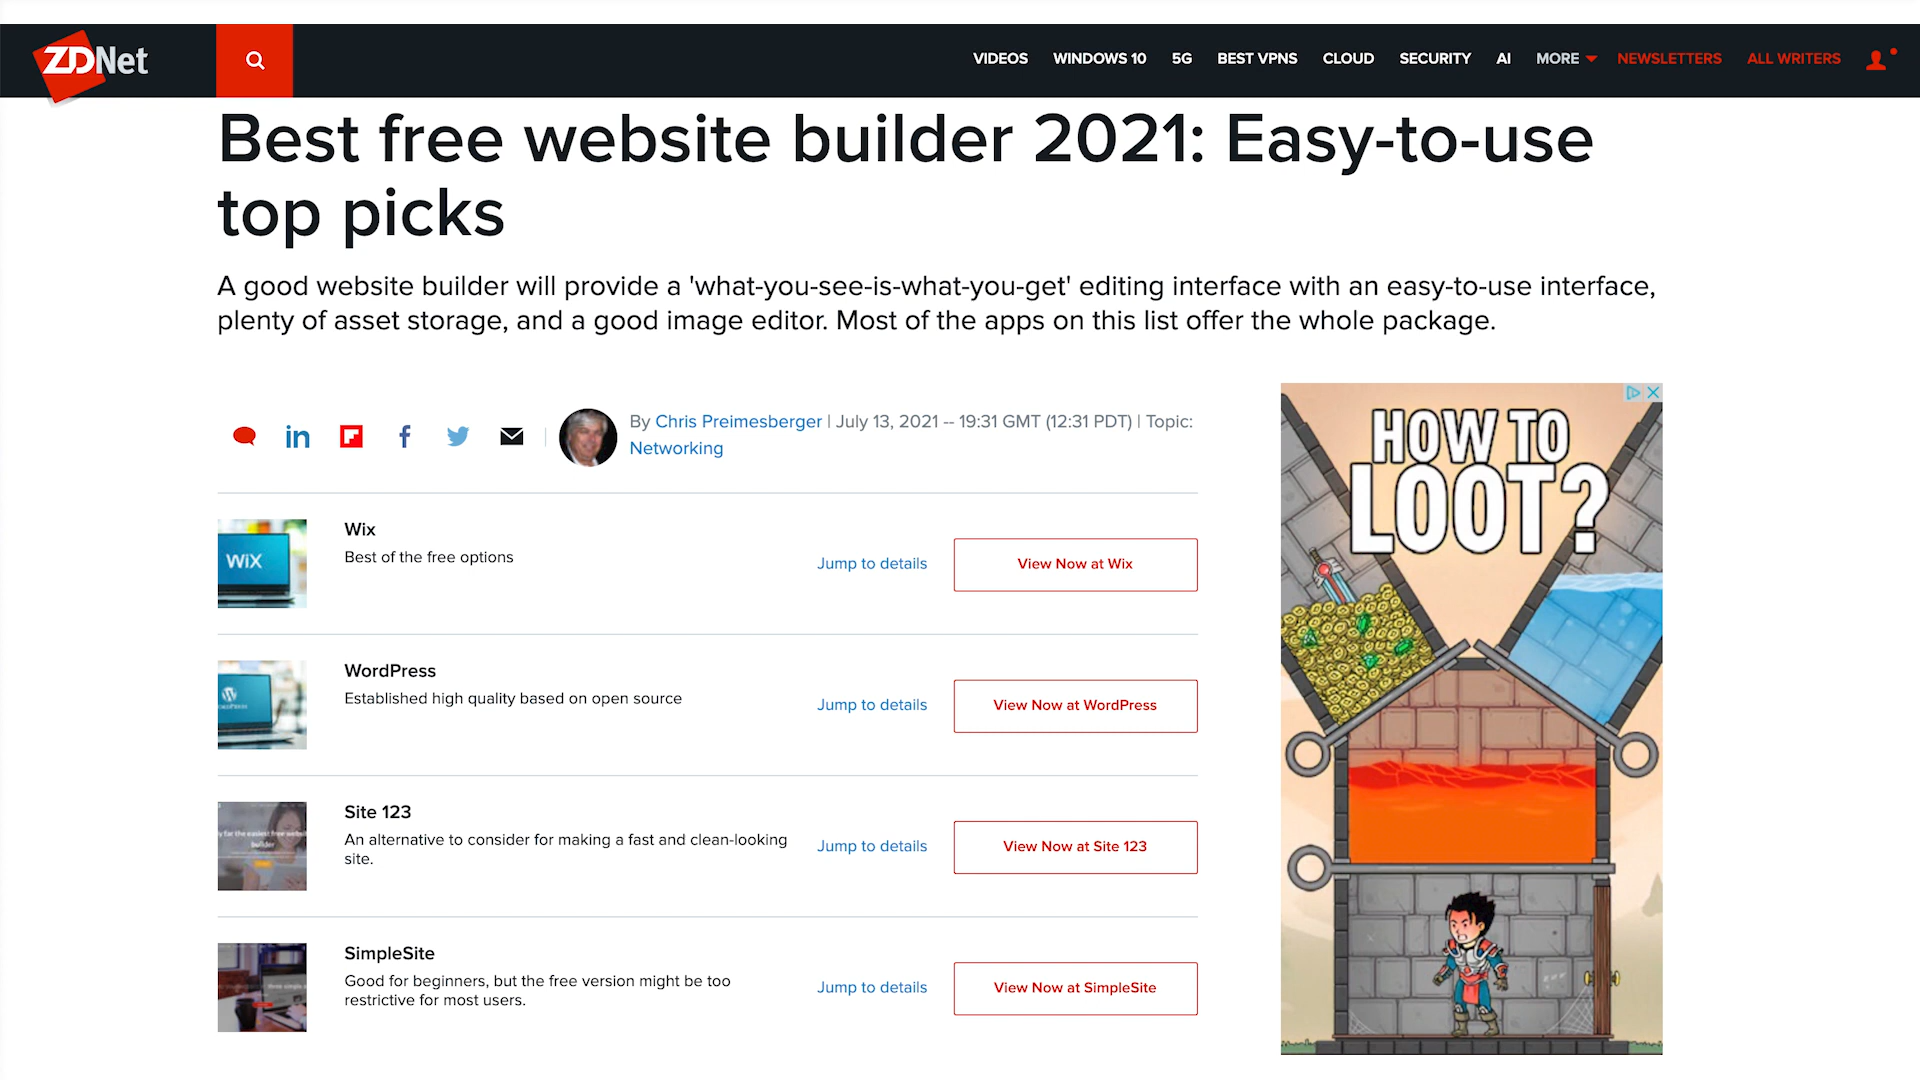 ZDNet
VIDEOS WINDOWS 10 5G BEST VPNS CLOUD SECURITY AI MORE NEWSLETTERS ALL WRITERS
Best free website builder 2021: Easy-to-use
top picks
A good website builder will provide a 'what-you-see-is-what-you-get' editing interface with an easy-to-use interface,
plenty of asset storage, and a good image editor. Most of the apps on this list offer the whole package.
By Chris Preimesberger | July 13, 2021 -- 19:31 GMT (12:31 PDT) | Topic:
Networking
WiX
Wix
Best of the free options
Jump to details
View Now at Wix
WordPress
Established high quality based on open source
Jump to details
View Now at WordPress
Site 123
An alternative to consider for making a fast and clean-looking
site.
Jump to details
View Now at Site 123
SimpleSite
Good for beginners, but the free version might be too
restrictive for most users.
Jump to details
View Now at SimpleSite
HOW TO
LOOT?